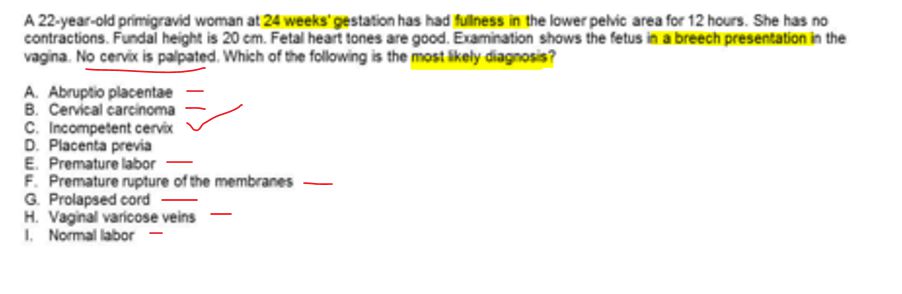 A 22-year-old primigravid woman at 24 weeks' gestation has had fullness in the lower pelvic area for 12 hours. She has no
contractions. Fundal height is 20 cm. Fetal heart tones are good. Examination shows the fetus in a breech presentation in the
vagina. No cervix is palpated. Which of the following is the most likely diagnosis?
A. Abruptio placentae
B. Cervical carcinoma
C. Incompetent cervix
D. Placenta previa
E. Premature labor
F. Premature rupture of the membranes
G. Prolapsed cord
H. Vaginal varicose veins
I. Normal labor